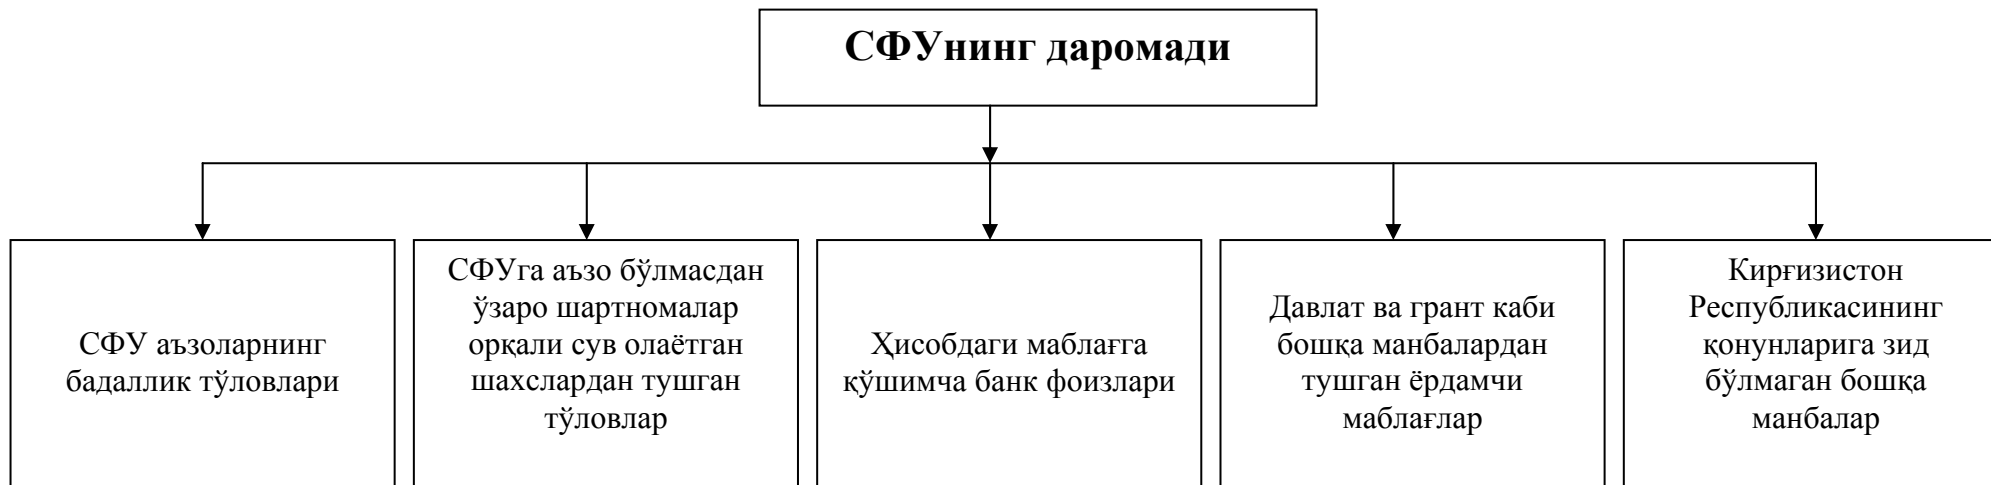 СФУнинг даромади
СФУ аъзоларнинг
бадаллик тўловлари
СФУга аъзо бўлмасдан
ўзаро шартномалар
орқали сув олаётган
шахслардан тушган
тўловлар
Ҳисобдаги маблағга
қўшимча банк фоизлари
Давлат ва грант каби
бошқа манбалардан
тушган ёрдамчи
маблағлар
Кирғизистон
Республикасининг
қонунларига зид
бўлмаган бошқа
манбалар